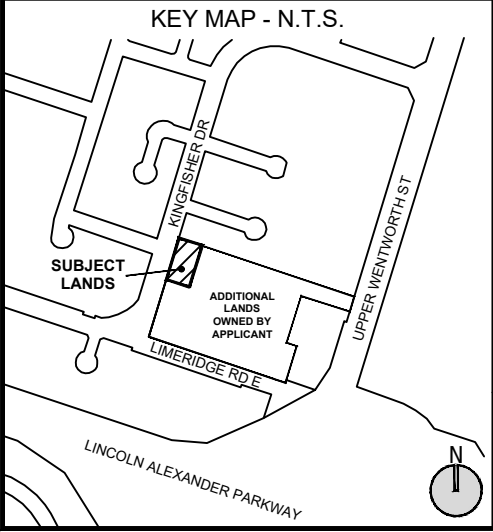 KEY MAP - N.T.S.
KINGFISHER DR
UPPER WENTWORTH ST
SUBJECT
LANDS
ADDITIONAL
LANDS
OWNED BY
APPLICANT
LIMERIDGE RD E
LINCOLN ALEXANDER PARKWAY
N